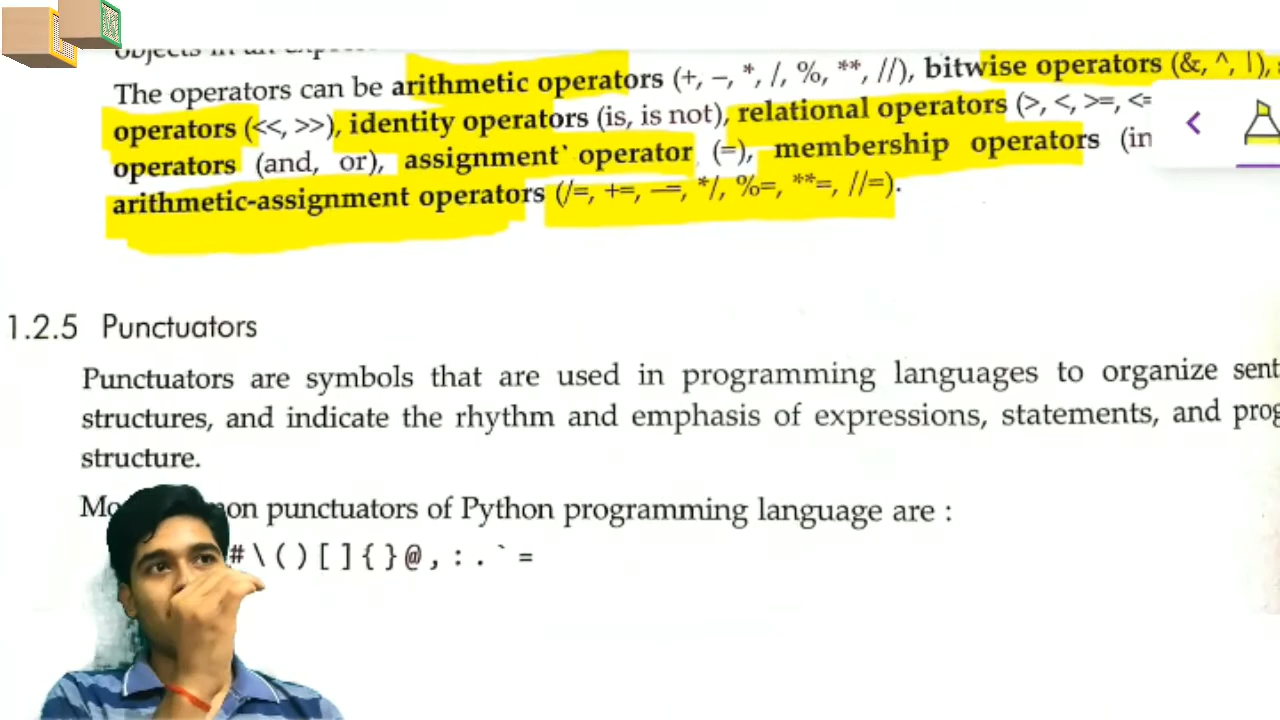 The operators can be arithmetic operators (+, –, *, /, %, **, //), bitwise operators (&, ^, |),
operators (<<, >>), identity operators (is, is not), relational operators (>, <, >=, <=
operators (and, or), assignment operator (=), membership operators (in
arithmetic-assignment operators (/=, +=, –=, */, %=, **=, //=).
1.2.5 Punctuators
Punctuators are symbols that are used in programming languages to organize
structures, and indicate the rhythm and emphasis of expressions, statements, and
structure.
punctuators of Python programming language are :
# \ ( ) [ ] { } @ , : . ` =